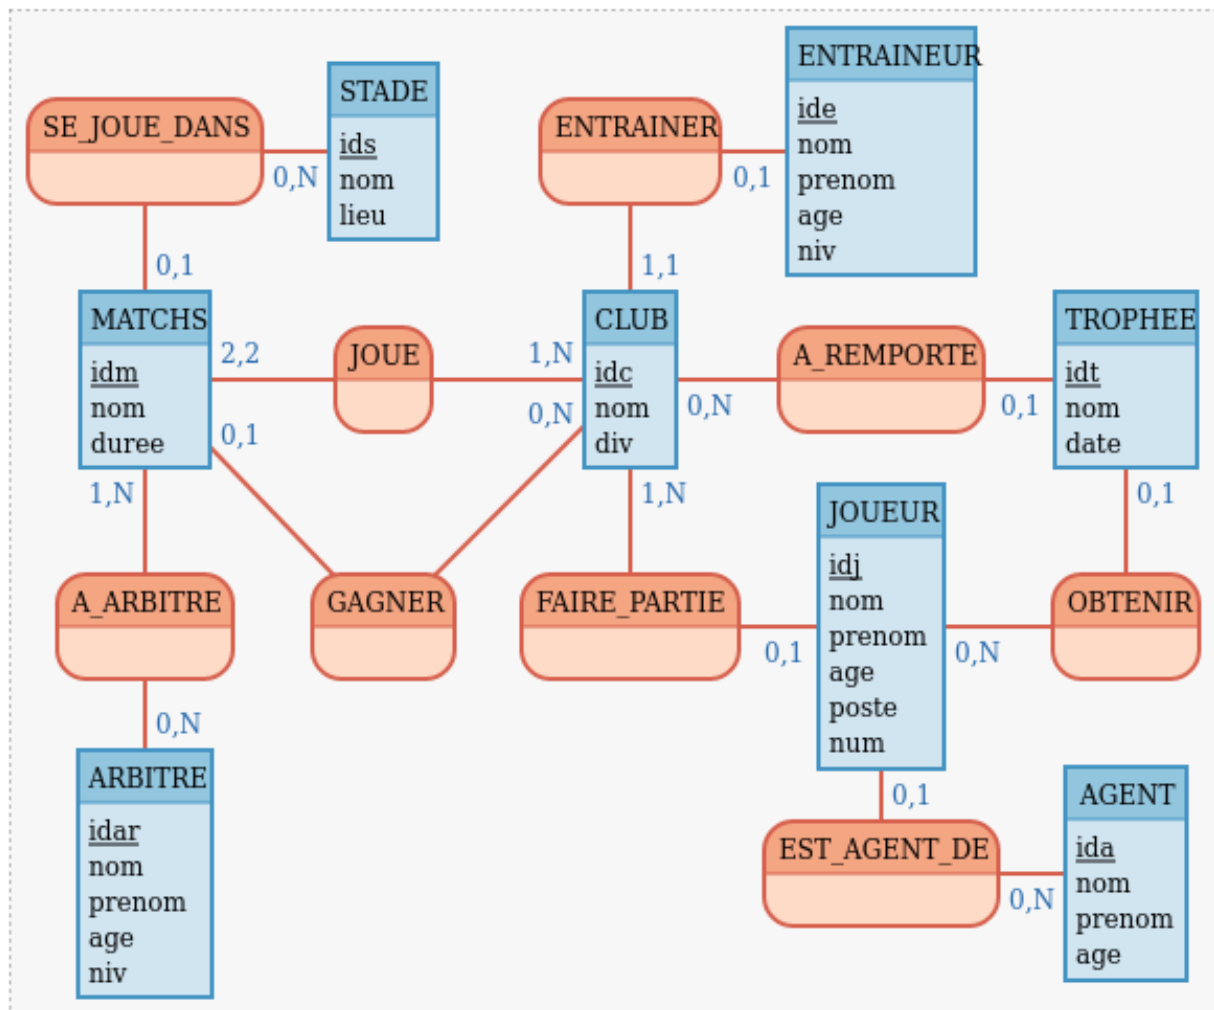 ENTRAINEUR
ide
nom
prenom
age
niv
STADE
ids
nom
lieu
SE_JOUE_DANS
0,N
ENTRAINER
0,1
0,1
1,1
MATCHS
idm
nom
duree
2,2
JOUE
1,N
CLUB
idc
nom
div
A_REMPORTE
TROPHEE
idt
nom
date
0,1
0,N
0,N
0,1
1,N
1,N
0,1
JOUEUR
idj
nom
prenom
age
poste
num
A_ARBITRE
GAGNER
FAIRE_PARTIE
0,1
0,N
OBTENIR
0,N
ARBITRE
idar
nom
prenom
age
niv
0,1
EST_AGENT_DE
0,N
AGENT
ida
nom
prenom
age